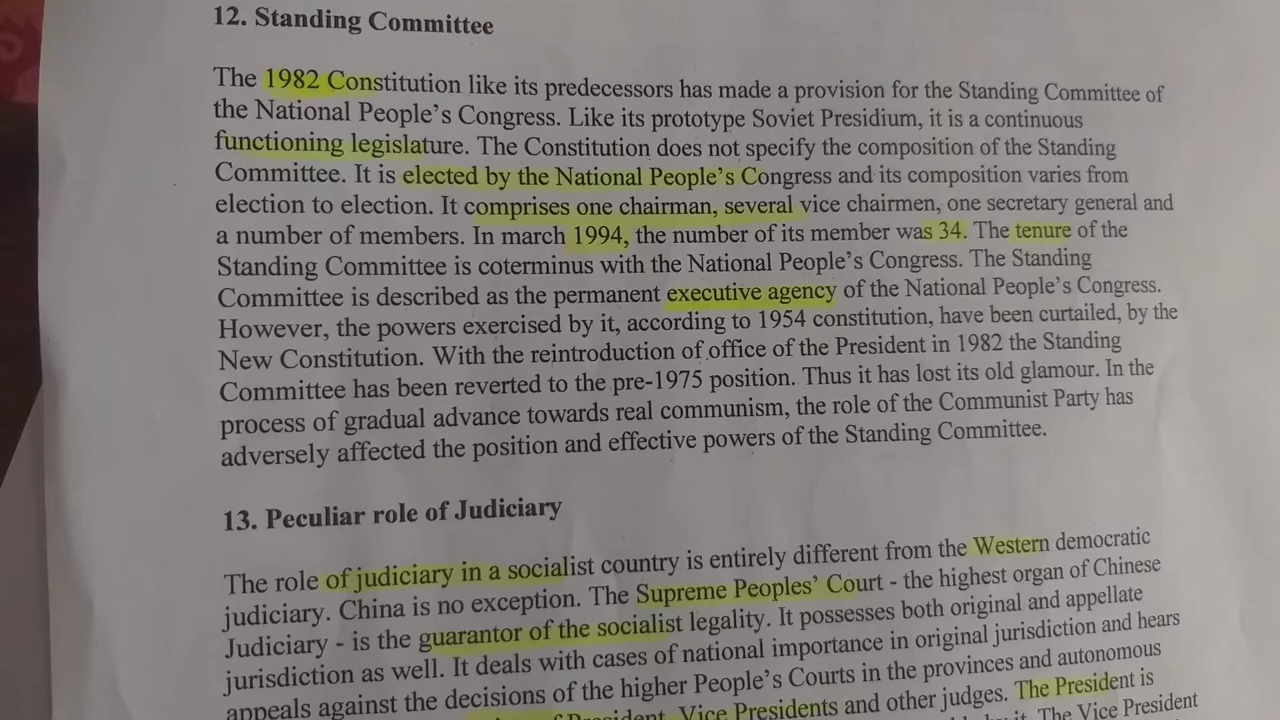 12. Standing Committee
The 1982 Constitution like its predecessors has made a provision for the Standing Committee of
the National People's Congress. Like its prototype Soviet Presidium, it is a continuous
functioning legislature. The Constitution does not specify the composition of the Standing
Committee. It is elected by the National People's Congress and its composition varies from
election to election. It comprises one chairman, several vice chairmen, one secretary general and
a number of members. In march 1994, the number of its member was 34. The tenure of the
Standing Committee is coterminus with the National People's Congress. The Standing
Committee is described as the permanent executive agency of the National People's Congress.
However, the powers exercised by it, according to 1954 constitution, have been curtailed, by the
New Constitution. With the reintroduction of office of the President in 1982 the Standing
Committee has been reverted to the pre-1975 position. Thus it has lost its old glamour. In the
process of gradual advance towards real communism, the role of the Communist Party has
adversely affected the position and effective powers of the Standing Committee.
13. Peculiar role of Judiciary
The role of judiciary in a socialist country is entirely different from the Western democratic
judiciary. China is no exception. The Supreme Peoples' Court - the highest organ of Chinese
Judiciary - is the guarantor of the socialist legality. It possesses both original and appellate
jurisdiction as well. It deals with cases of national importance in original jurisdiction and hears
appeals against the decisions of the higher People's Courts in the provinces and autonomous
of President, Vice Presidents and other judges. The President is
it. The Vice President